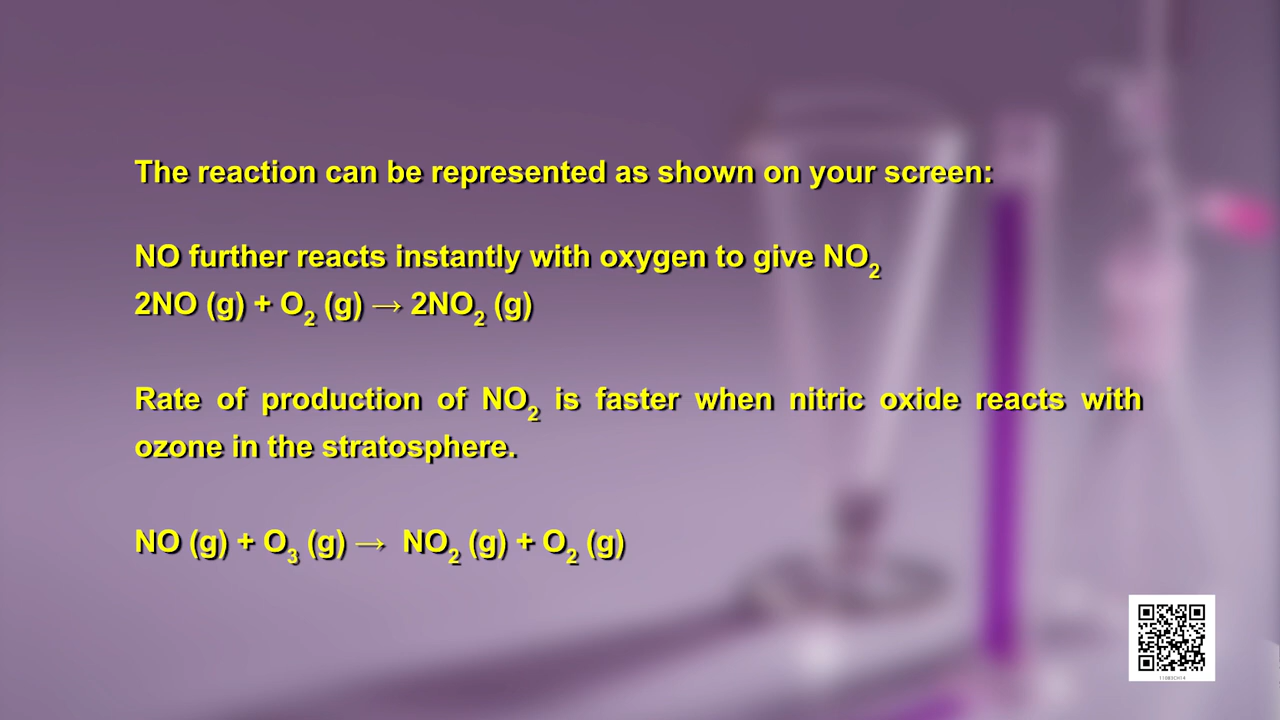 The reaction can be represented as shown on your screen:
NO further reacts instantly with oxygen to give NO₂
2NO (g) + O₂ (g) → 2NO₂ (g)
Rate of production of NO₂ is faster when nitric oxide reacts with
ozone in the stratosphere.
NO (g) + O₃ (g) → NO₂ (g) + O₂ (g)